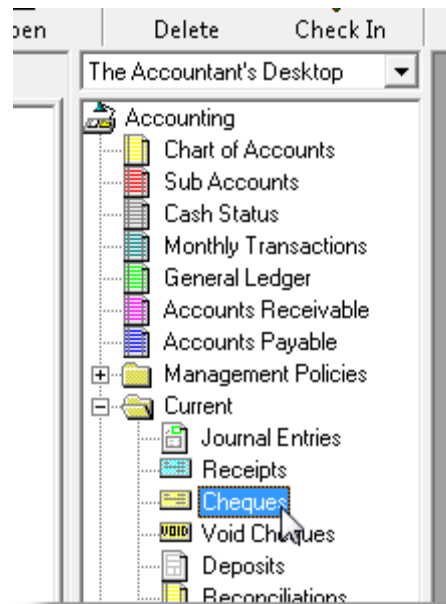 pen Delete Check In
The Accountant's Desktop
Accounting
Chart of Accounts
Sub Accounts
Cash Status
Monthly Transactions
General Ledger
Accounts Receivable
Accounts Payable
Management Policies
Current
Journal Entries
Receipts
Cheques
VOID Void Cheques
Deposits
Reconciliations